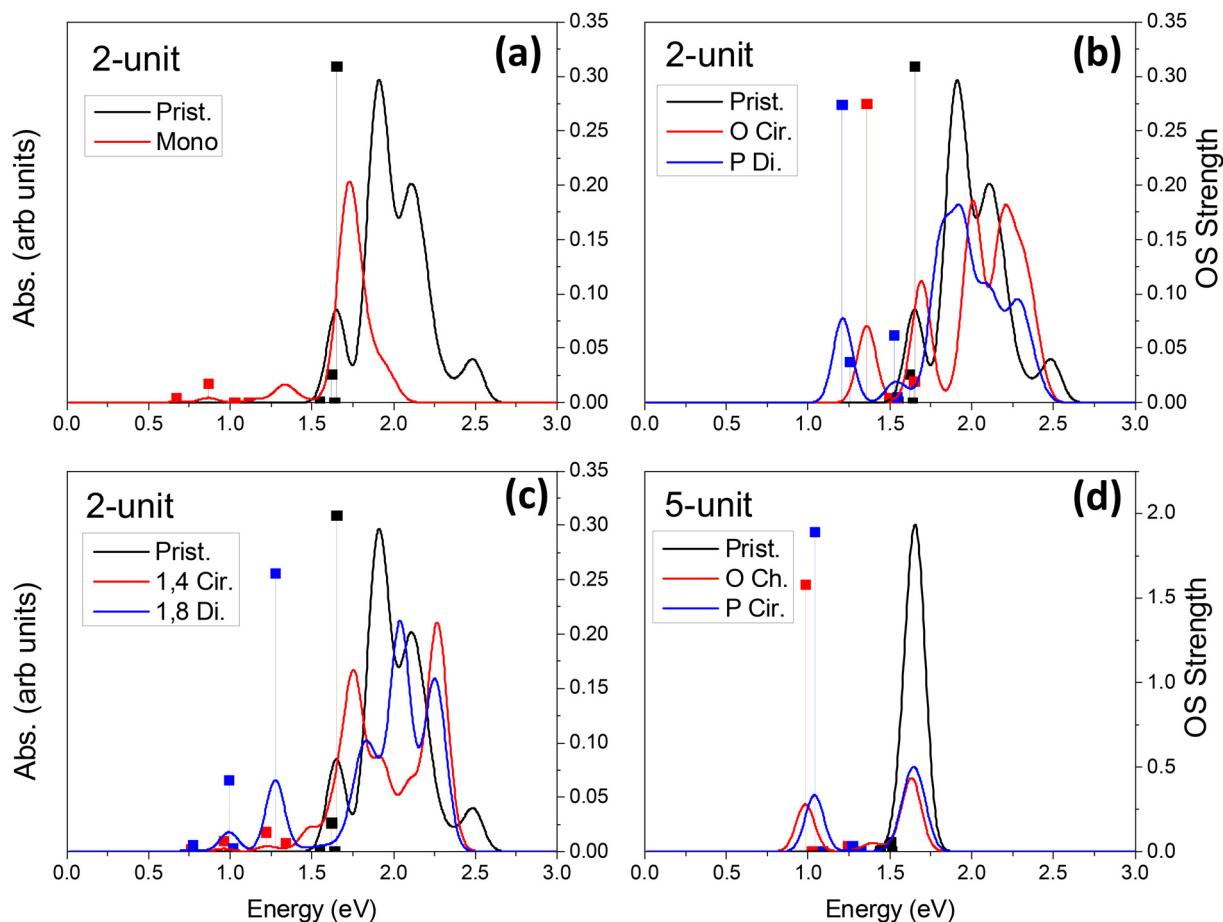 2-unit
(a)
Prist.
Mono
Abs. (arb units)
0.35
0.30
0.25
0.20
0.15
0.10
0.05
0.00
0.0 0.5 1.0 1.5 2.0 2.5 3.0
2-unit
(b)
Prist.
O Cir.
P Di.
OS Strength
0.35
0.30
0.25
0.20
0.15
0.10
0.05
0.00
0.0 0.5 1.0 1.5 2.0 2.5 3.0
2-unit
(c)
Prist.
1,4 Cir.
1,8 Di.
Abs. (arb units)
0.35
0.30
0.25
0.20
0.15
0.10
0.05
0.00
0.0 0.5 1.0 1.5 2.0 2.5 3.0
Energy (eV)
5-unit
(d)
Prist.
O Ch.
P Cir.
OS Strength
2.0
1.5
1.0
0.5
0.0
0.0 0.5 1.0 1.5 2.0 2.5 3.0
Energy (eV)